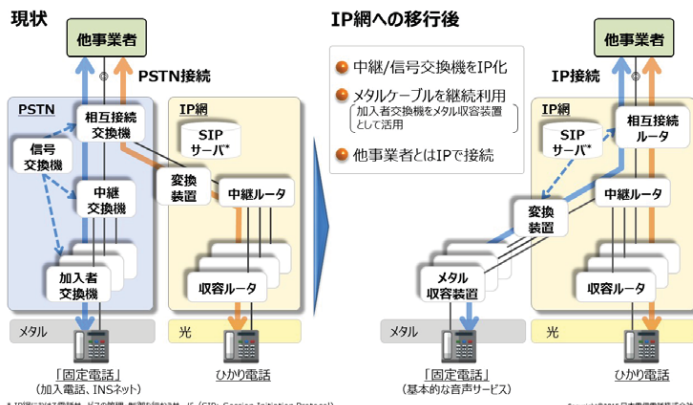 現状
他事業者
PSTN接続
PSTN
相互接続
交換機
信号
交換機
中継
交換機
加入者
交換機
IP網
SIP
サーバ*
変換
装置
中継ルータ
収容ルータ
メタル
光
「固定電話」
(加入電話、INSネット)
ひかり電話
IP網への移行後
中継/信号交換機をIP化
メタルケーブルを継続利用
加入者交換機をメタル収容装置
として活用
他事業者とはIPで接続
他事業者
IP接続
IP網
SIP
サーバ*
相互接続
ルータ
変換
装置
中継ルータ
メタル
収容装置
収容ルータ
メタル
光
「固定電話」
(基本的な音声サービス)
ひかり電話